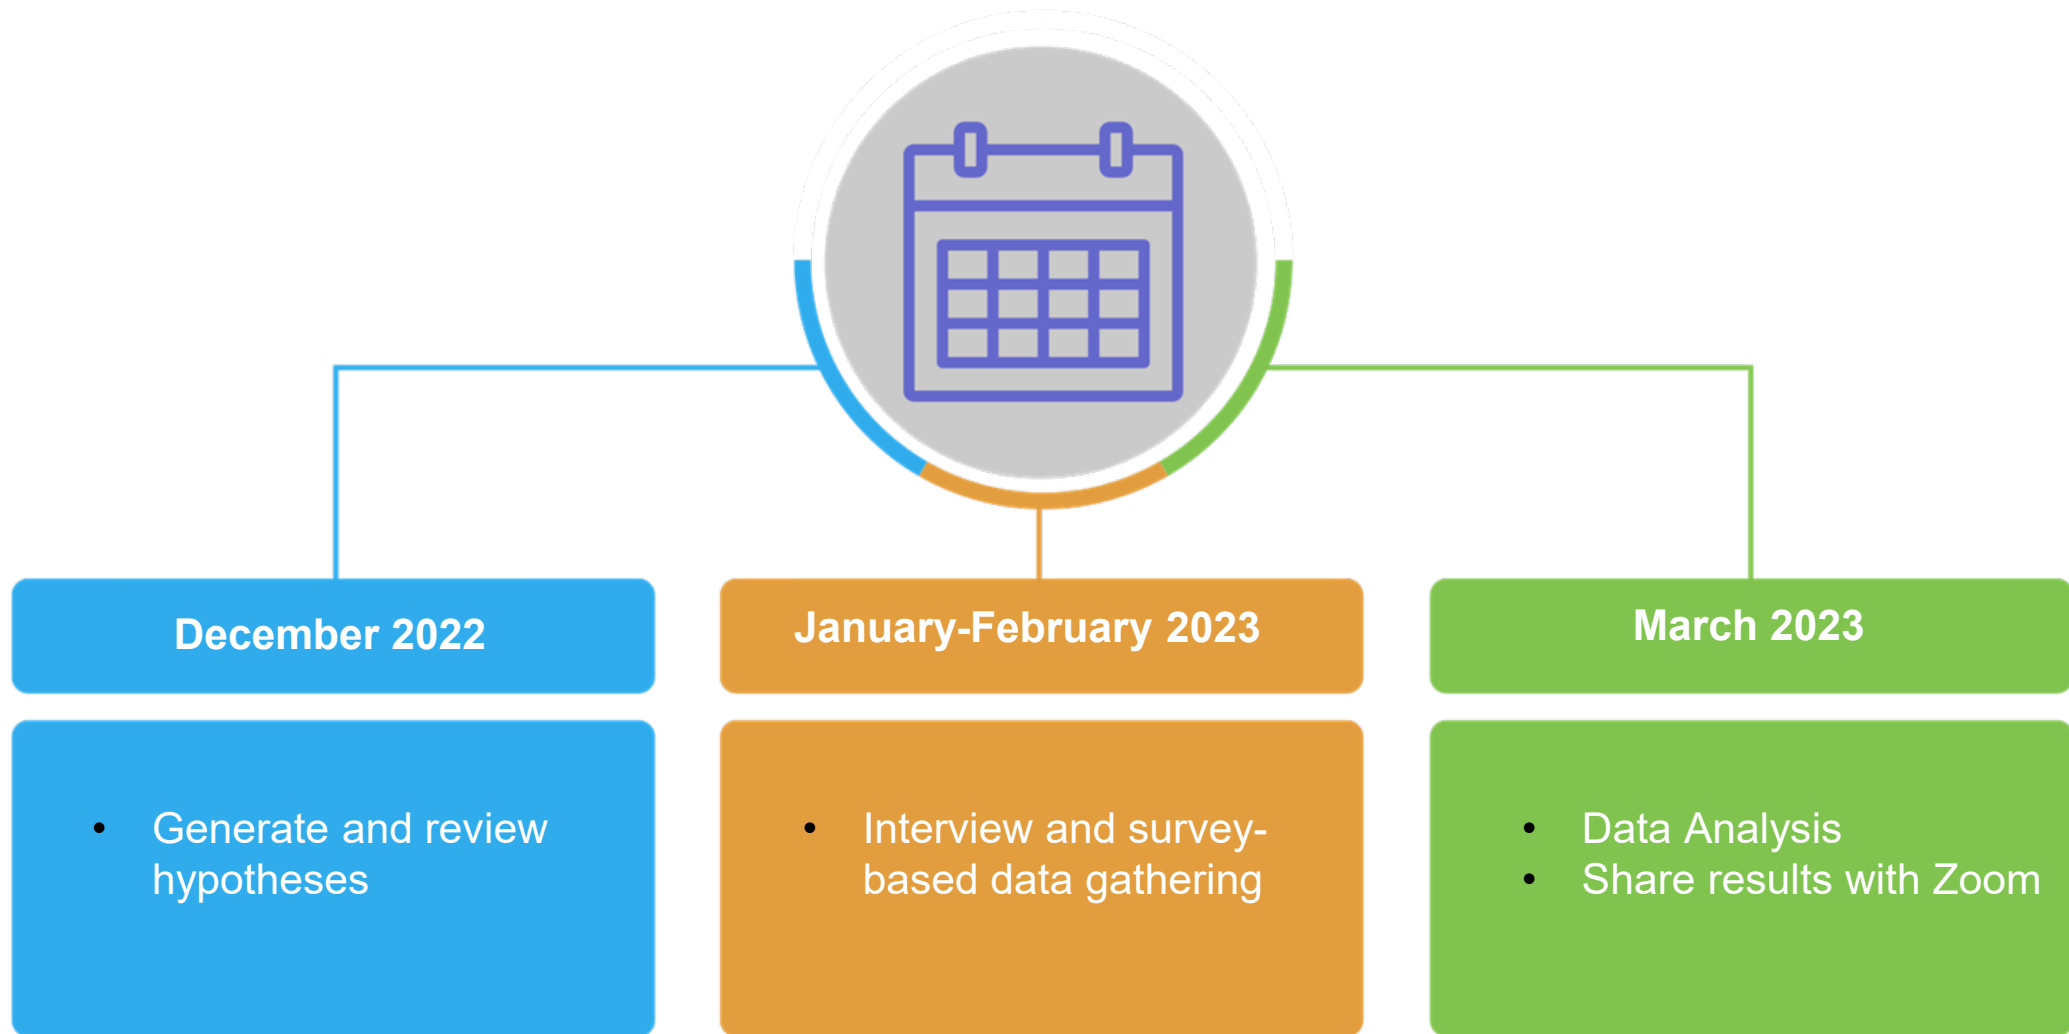 December 2022
January-February 2023
March 2023
• Generate and review
hypotheses
• Interview and survey-
based data gathering
• Data Analysis
• Share results with Zoom